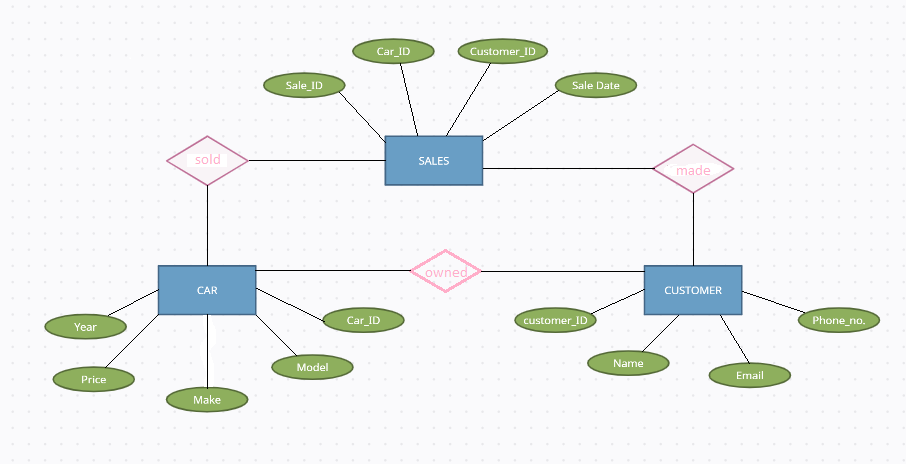 Car_ID
Customer_ID
Sale_ID
Sale Date
sold
SALES
made
owned
CAR
CUSTOMER
Year
Car_ID
customer_ID
Phone_no.
Price
Model
Name
Email
Make